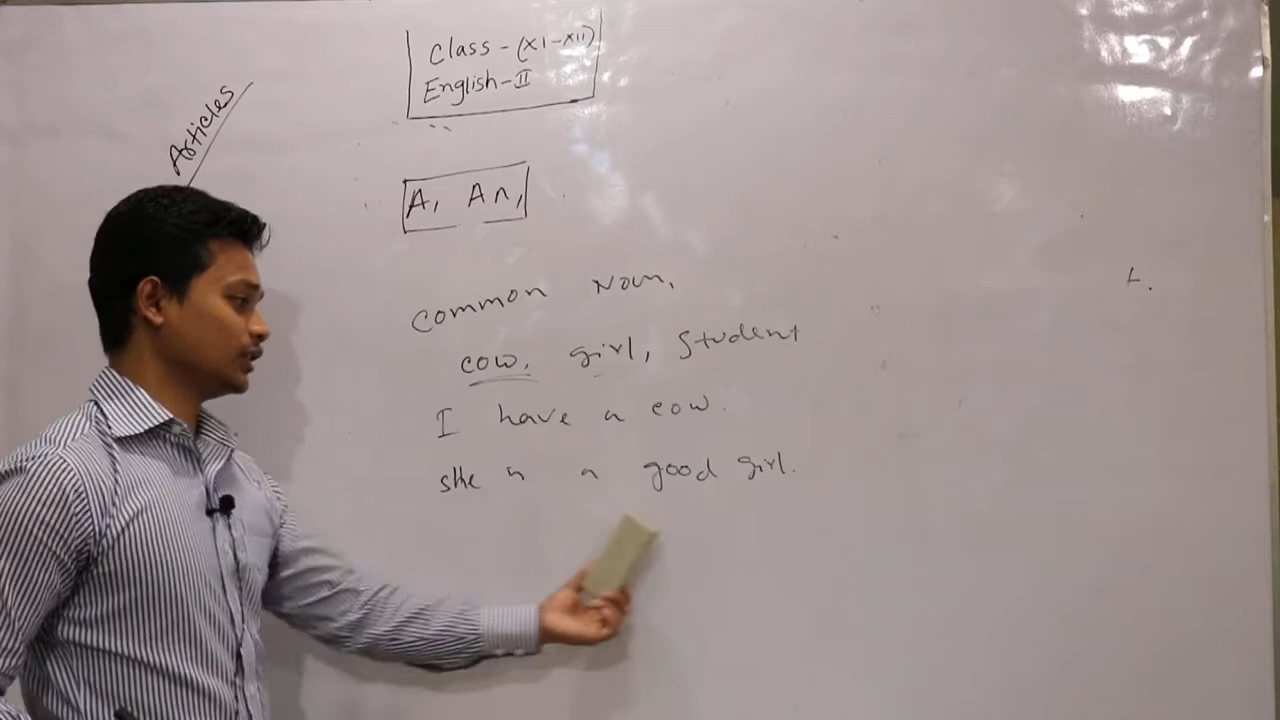 Class - (XI-XII)
English - II
Articles
A, An,
common Noun,
cow, girl, Student
I have a cow.
she is a good girl.